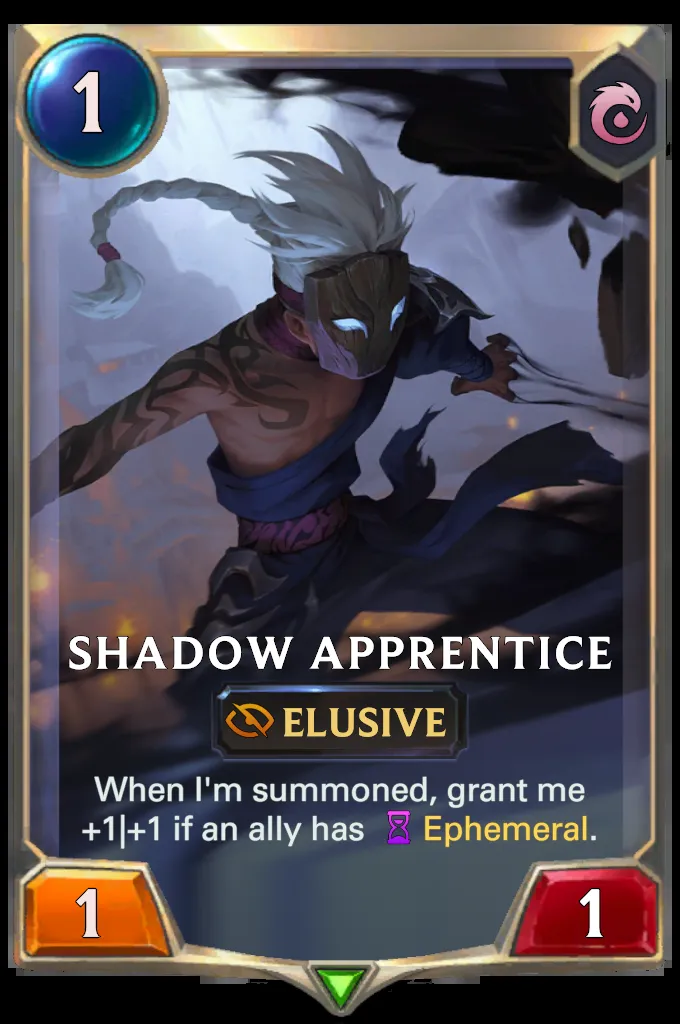 1
SHADOW APPRENTICE
ELUSIVE
When I'm summoned, grant me
+1|+1 if an ally has Ephemeral.
1
1